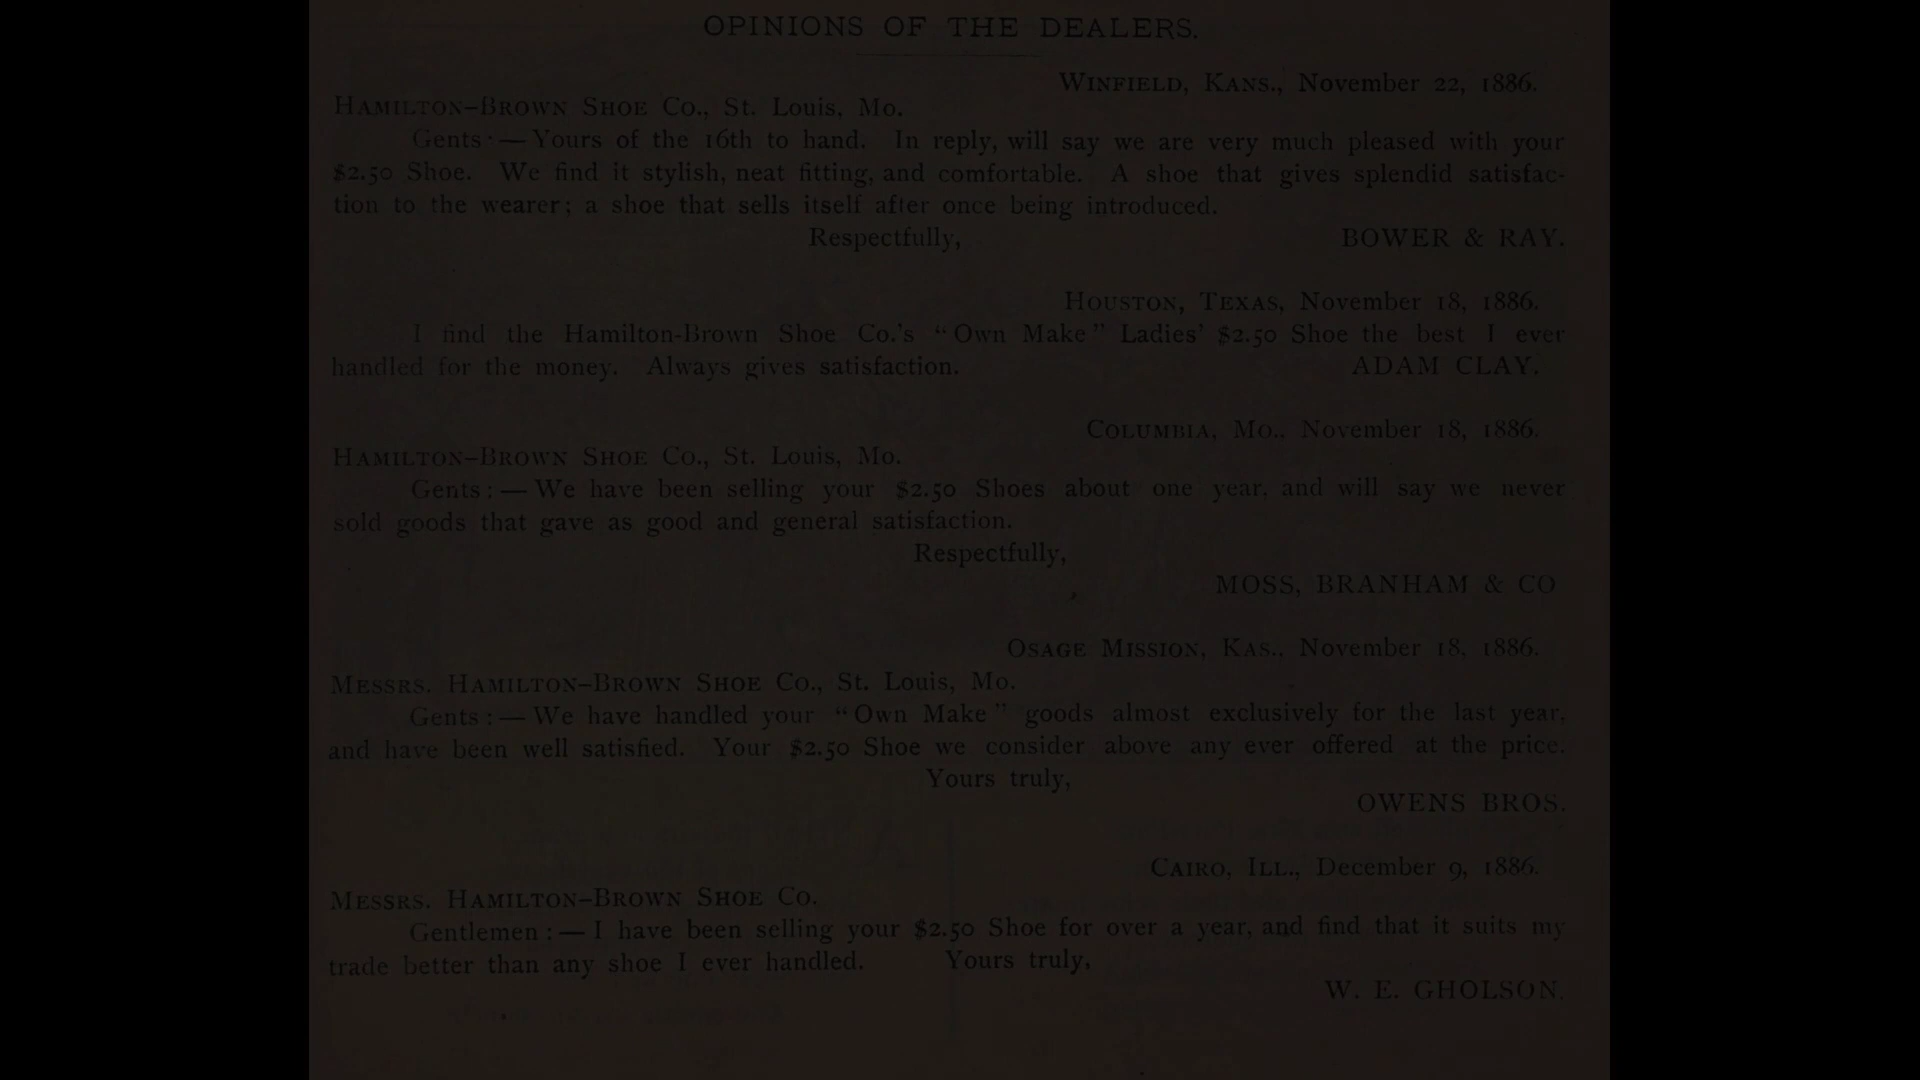 OPINIONS OF THE DEALERS.
WINFIELD, KANS., November 22, 1886.
HAMILTON–BROWN SHOE CO., St. Louis, Mo.
Gents:—Yours of the 16th to hand. In reply, will say we are very much pleased with your
$2.50 Shoe. We find it stylish, neat fitting, and comfortable. A shoe that gives splendid satisfac-
tion to the wearer; a shoe that sells itself after once being introduced.
Respectfully, BOWER & RAY.
HOUSTON, TEXAS, November 18, 1886.
I find the Hamilton-Brown Shoe Co.'s “Own Make” Ladies' $2.50 Shoe the best I ever
handled for the money. Always gives satisfaction. ADAM CLAY.
COLUMBIA, MO., November 18, 1886.
HAMILTON–BROWN SHOE CO., St. Louis, Mo.
Gents:—We have been selling your $2.50 Shoes about one year, and will say we never
sold goods that gave as good and general satisfaction.
Respectfully,
MOSS, BRANHAM & CO
OSAGE MISSION, KAS., November 18, 1886.
MESSRS. HAMILTON–BROWN SHOE CO., St. Louis, Mo.
Gents:—We have handled your “Own Make” goods almost exclusively for the last year,
and have been well satisfied. Your $2.50 Shoe we consider above any ever offered at the price.
Yours truly,
OWENS BROS.
CAIRO, ILL., December 9, 1886.
MESSRS. HAMILTON–BROWN SHOE CO.
Gentlemen:—I have been selling your $2.50 Shoe for over a year, and find that it suits my
trade better than any shoe I ever handled. Yours truly,
W. E. GHOLSON.